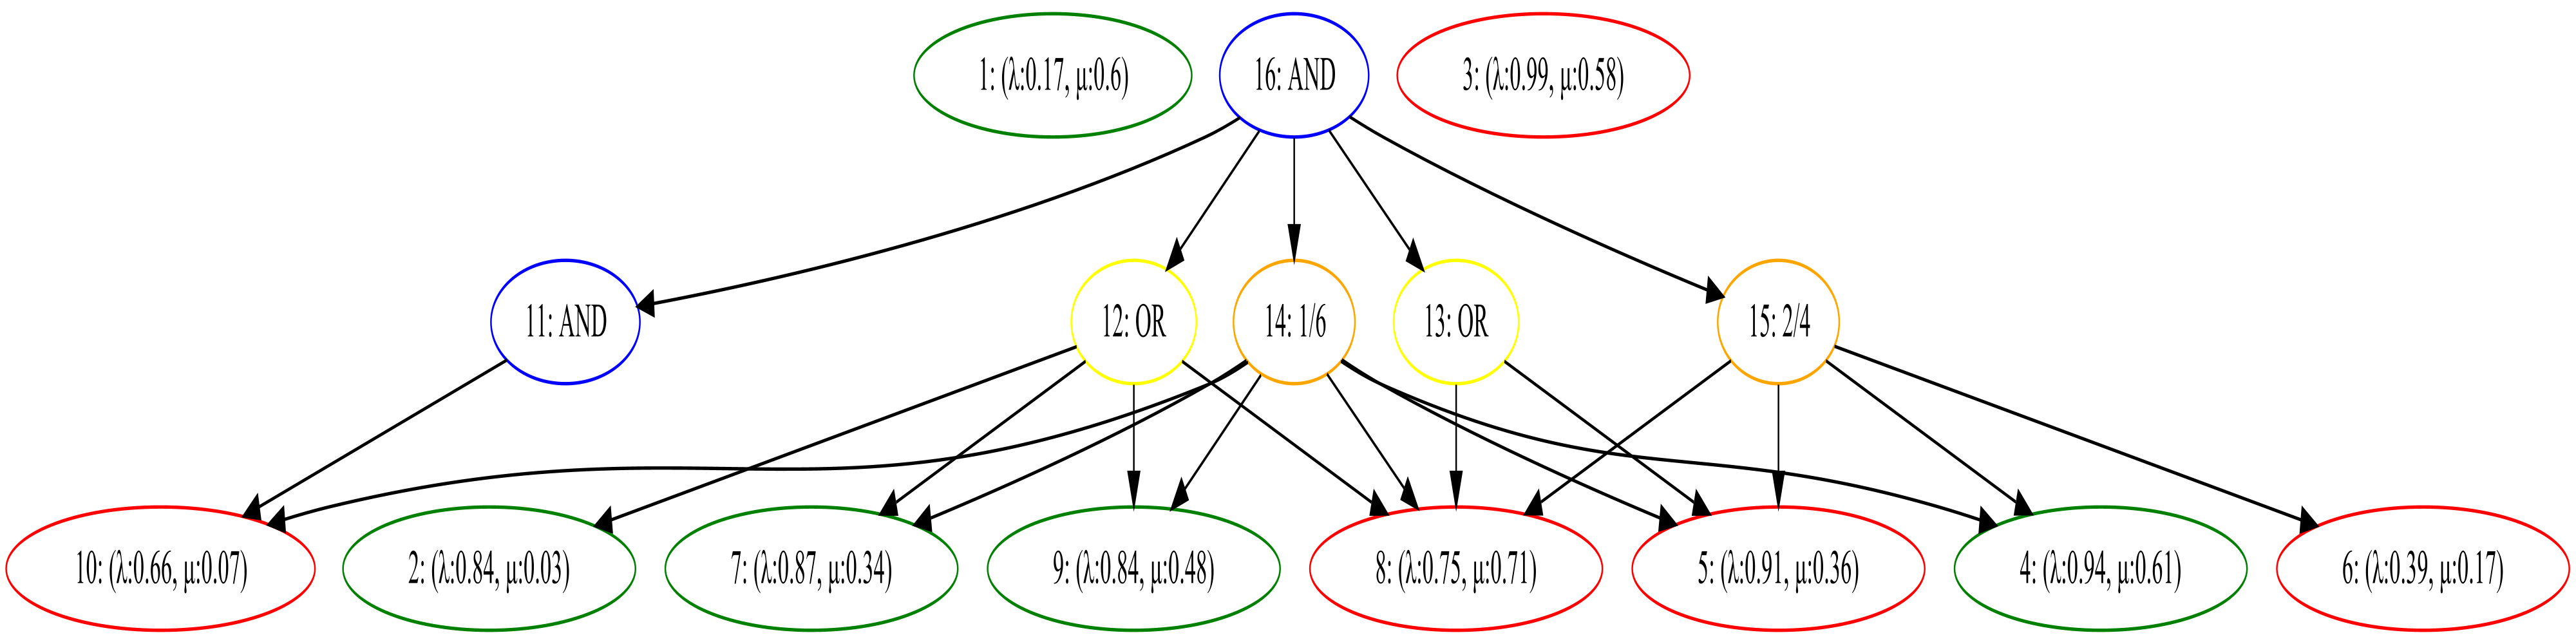 1: (λ:0.17, μ:0.6)
16: AND
3: (λ:0.99, μ:0.58)
11: AND
12: OR
14: 1/6
13: OR
15: 2/4
10: (λ:0.66, μ:0.07)
2: (λ:0.84, μ:0.03)
7: (λ:0.87, μ:0.34)
9: (λ:0.84, μ:0.48)
8: (λ:0.75, μ:0.71)
5: (λ:0.91, μ:0.36)
4: (λ:0.94, μ:0.61)
6: (λ:0.39, μ:0.17)